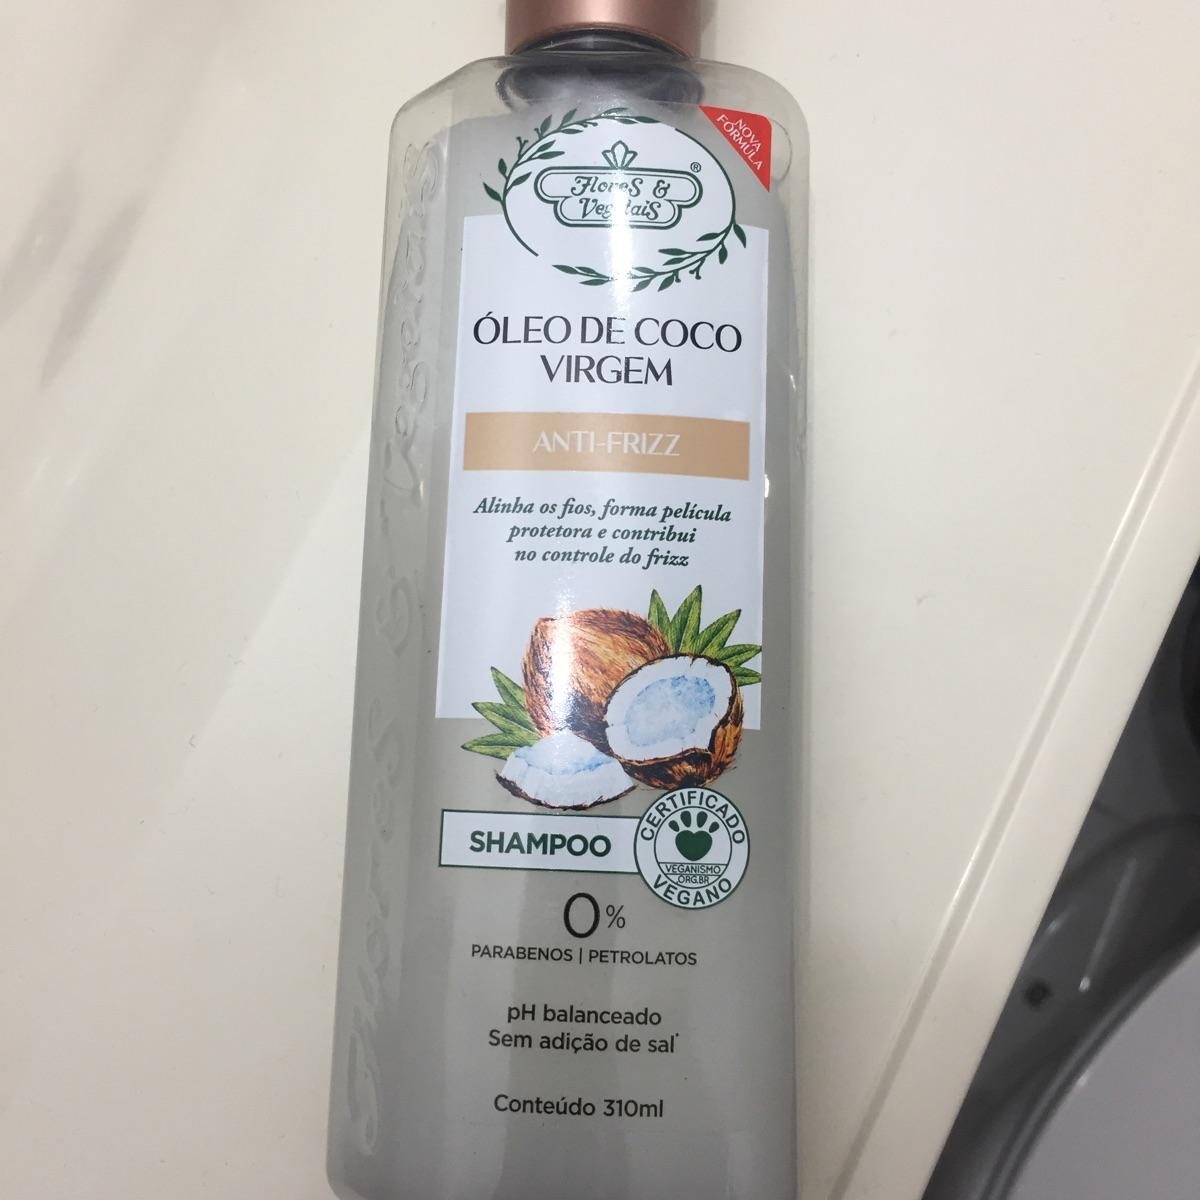 NOVA
FÓRMULA
Flores &
Vegetais
®
ÓLEO DE COCO
VIRGEM
ANTI-FRIZZ
Alinha os fios, forma película
protetora e contribui
no controle do frizz
SHAMPOO
CERTIFICADO
VEGANISMO
ORG.BR
VEGANO
0%
PARABENOS | PETROLATOS
pH balanceado
Sem adição de sal*
Conteúdo 310ml
Flores & Vegetais